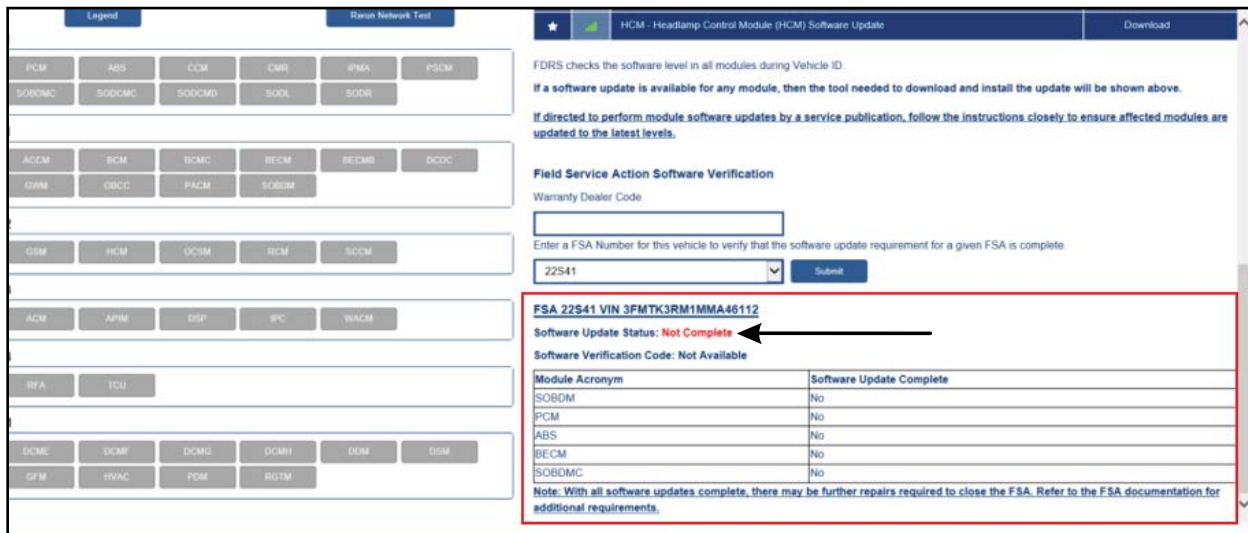 Legend
Rerun Network Test
PCM ABS CCM CMR IPMA PSCM
SOBDMC SODCMC SODCMD SODL SODR
ACCM BCM BCMC BECM BECMB DCDC
GWM OBCC PACM SOBDM
GSM HCM OCSM RCM SCCM
ACM APIM DSP IPC WACM
RFA TCU
DCME DCMF DCMG DCMH DDM DSM
GFM HVAC PDM RGTM
HCM - Headlamp Control Module (HCM) Software Update Download
FDRS checks the software level in all modules during Vehicle ID.
If a software update is available for any module, then the tool needed to download and install the update will be shown above.
If directed to perform module software updates by a service publication, follow the instructions closely to ensure affected modules are
updated to the latest levels.
Field Service Action Software Verification
Warranty Dealer Code
Enter a FSA Number for this vehicle to verify that the software update requirement for a given FSA is complete.
22S41 Submit
FSA 22S41 VIN 3FMTK3RM1MMA46112
Software Update Status: Not Complete
Software Verification Code: Not Available
Module Acronym Software Update Complete
SOBDM No
PCM No
ABS No
BECM No
SOBDMC No
Note: With all software updates complete, there may be further repairs required to close the FSA. Refer to the FSA documentation for
additional requirements.